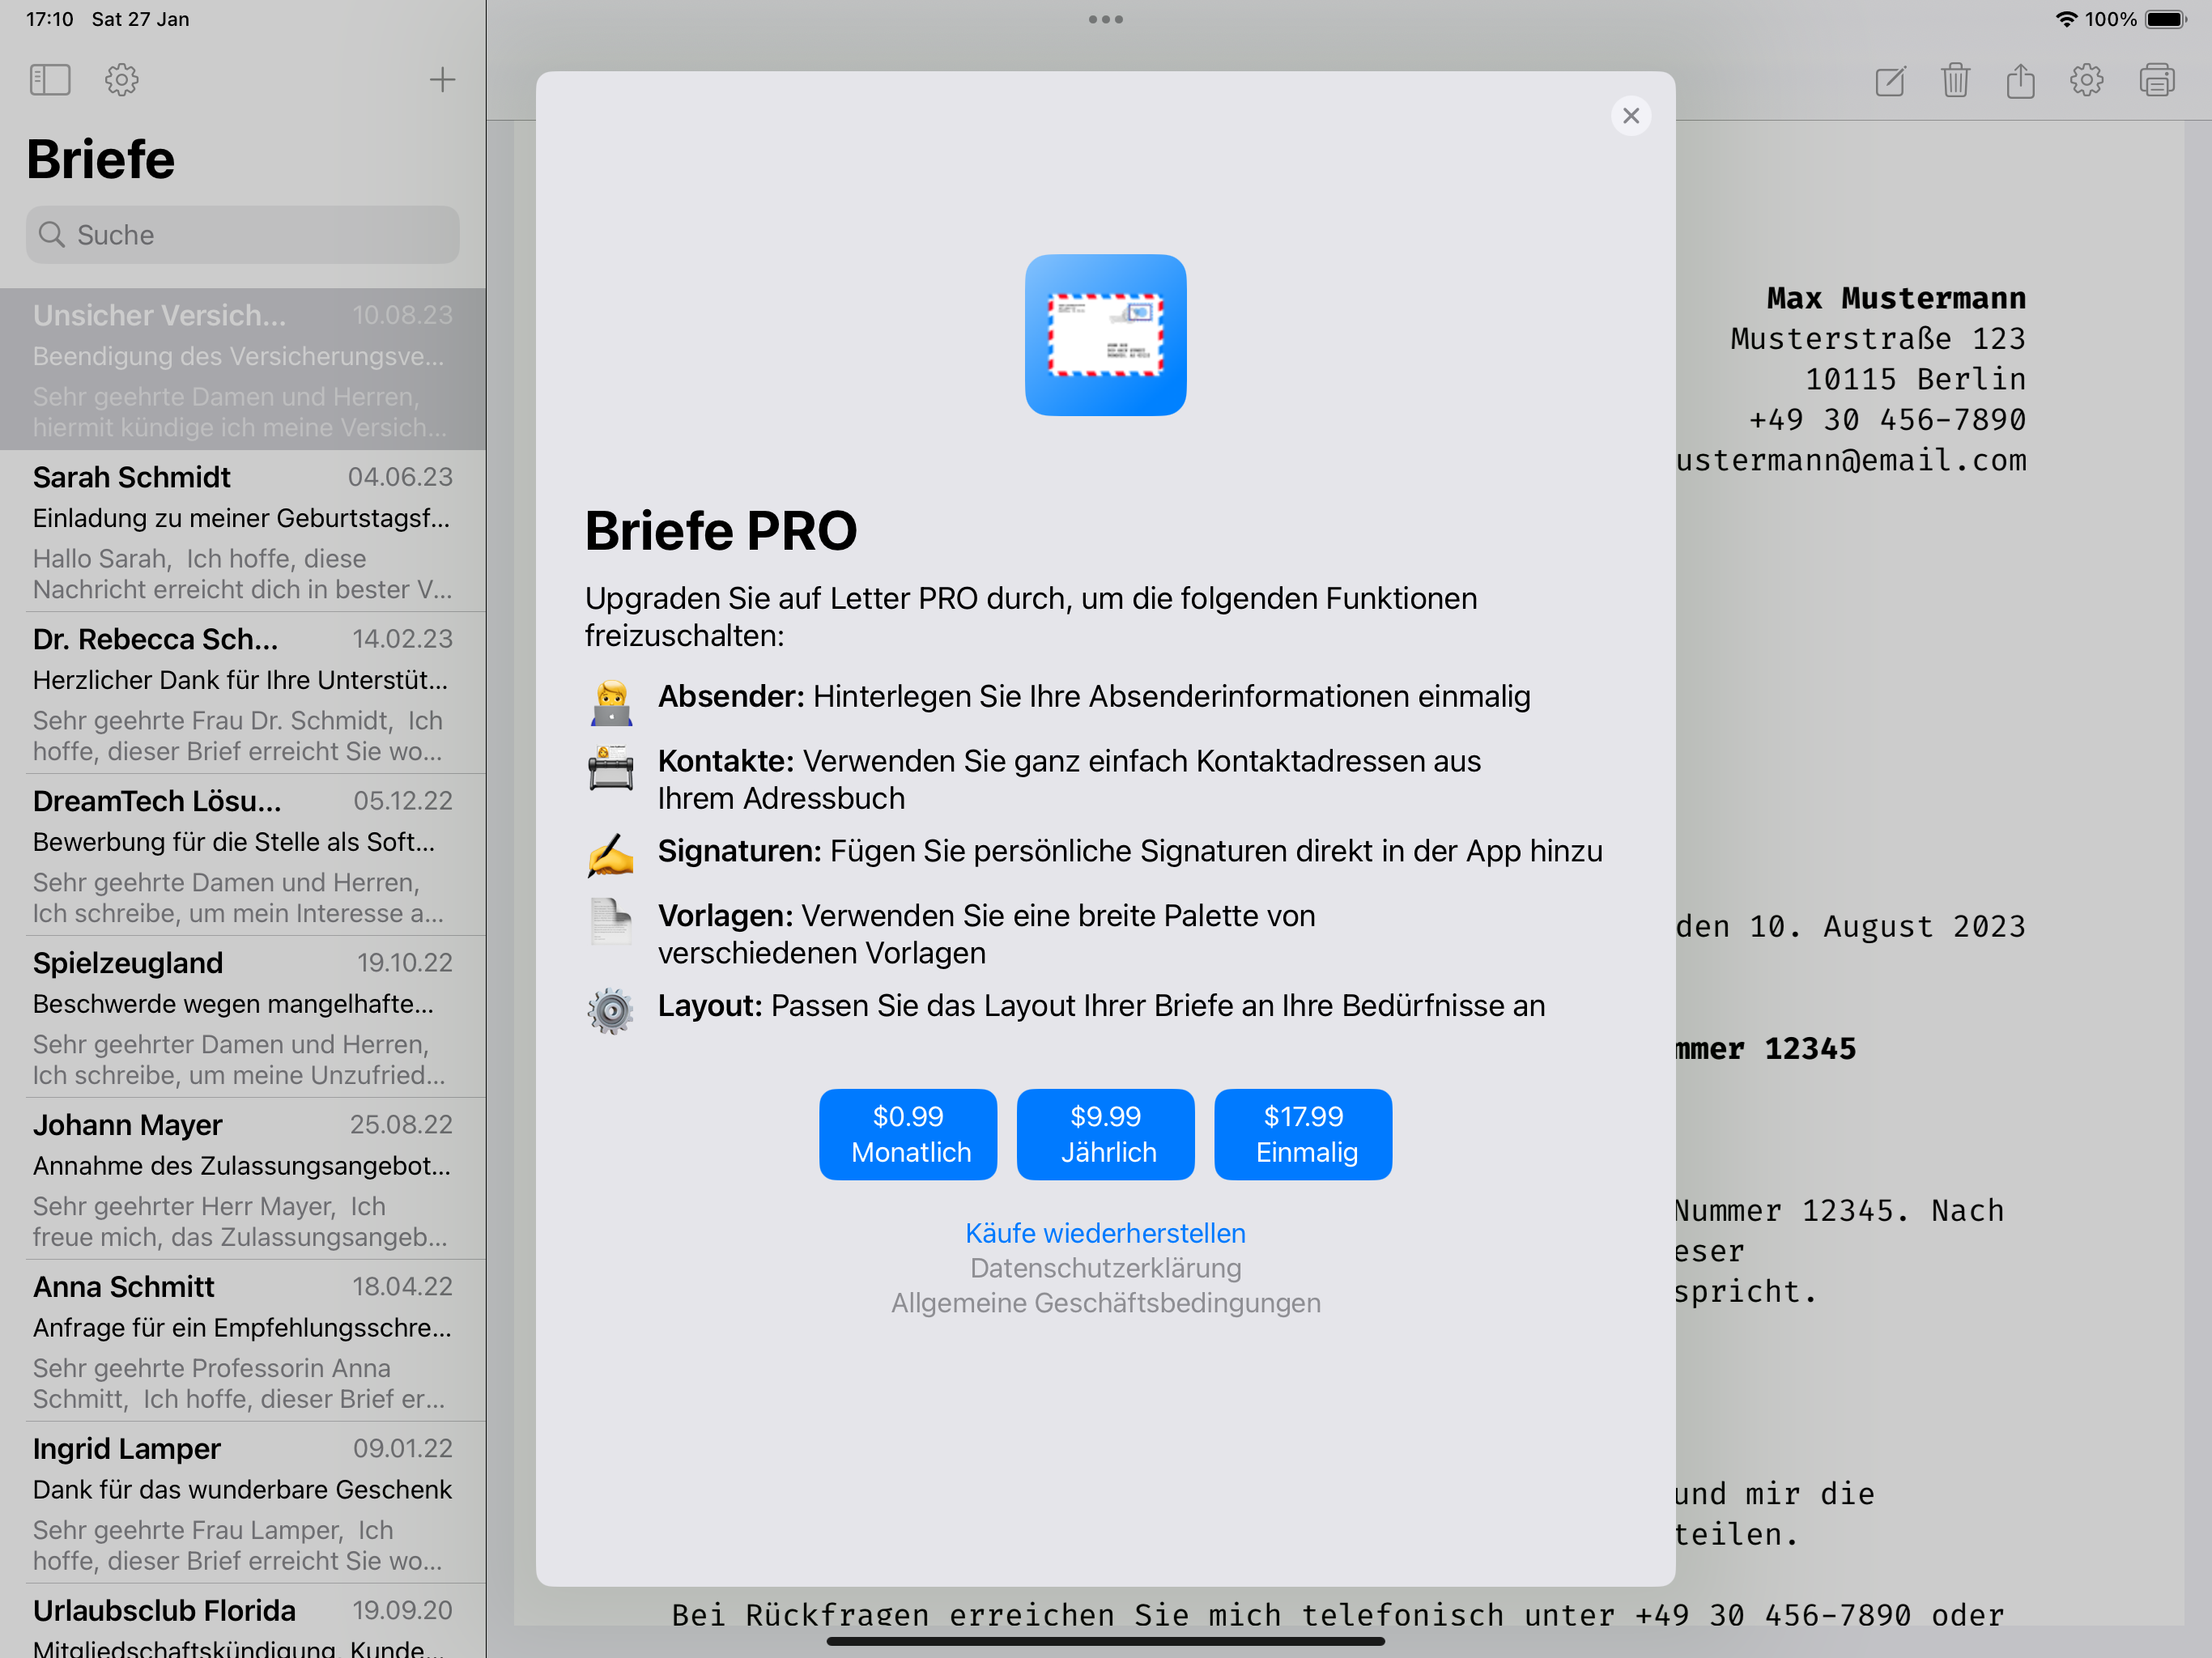 17:10 Sat 27 Jan
100%
Briefe
Suche
Unsicher Versich... 10.08.23
Beendigung des Versicherungsve...
Sehr geehrte Damen und Herren,
hiermit kündige ich meine Versich...
Sarah Schmidt 04.06.23
Einladung zu meiner Geburtstagsf...
Hallo Sarah, Ich hoffe, diese
Nachricht erreicht dich in bester V...
Dr. Rebecca Sch... 14.02.23
Herzlicher Dank für Ihre Unterstüt...
Sehr geehrte Frau Dr. Schmidt, Ich
hoffe, dieser Brief erreicht Sie wo...
DreamTech Lösu... 05.12.22
Bewerbung für die Stelle als Soft...
Sehr geehrte Damen und Herren,
Ich schreibe, um mein Interesse a...
Spielzeugland 19.10.22
Beschwerde wegen mangelhafte...
Sehr geehrter Damen und Herren,
Ich schreibe, um meine Unzufried...
Johann Mayer 25.08.22
Annahme des Zulassungsangebot...
Sehr geehrter Herr Mayer, Ich
freue mich, das Zulassungsangeb...
Anna Schmitt 18.04.22
Anfrage für ein Empfehlungsschre...
Sehr geehrte Professorin Anna
Schmitt, Ich hoffe, dieser Brief er...
Ingrid Lamper 09.01.22
Dank für das wunderbare Geschenk
Sehr geehrte Frau Lamper, Ich
hoffe, dieser Brief erreicht Sie wo...
Urlaubsclub Florida 19.09.20
Mitgliedschaftskündigung, Kunde...
Briefe PRO
Upgraden Sie auf Letter PRO durch, um die folgenden Funktionen
freizuschalten:
Absender: Hinterlegen Sie Ihre Absenderinformationen einmalig
Kontakte: Verwenden Sie ganz einfach Kontaktadressen aus
Ihrem Adressbuch
Signaturen: Fügen Sie persönliche Signaturen direkt in der App hinzu
Vorlagen: Verwenden Sie eine breite Palette von
verschiedenen Vorlagen
Layout: Passen Sie das Layout Ihrer Briefe an Ihre Bedürfnisse an
$0.99
Monatlich
$9.99
Jährlich
$17.99
Einmalig
Käufe wiederherstellen
Datenschutzerklärung
Allgemeine Geschäftsbedingungen
Max Mustermann
Musterstraße 123
10115 Berlin
+49 30 456-7890
ustermann@email.com
den 10. August 2023
mmer 12345
Nummer 12345. Nach
eser
spricht.
und mir die
teilen.
Bei Rückfragen erreichen Sie mich telefonisch unter +49 30 456-7890 oder